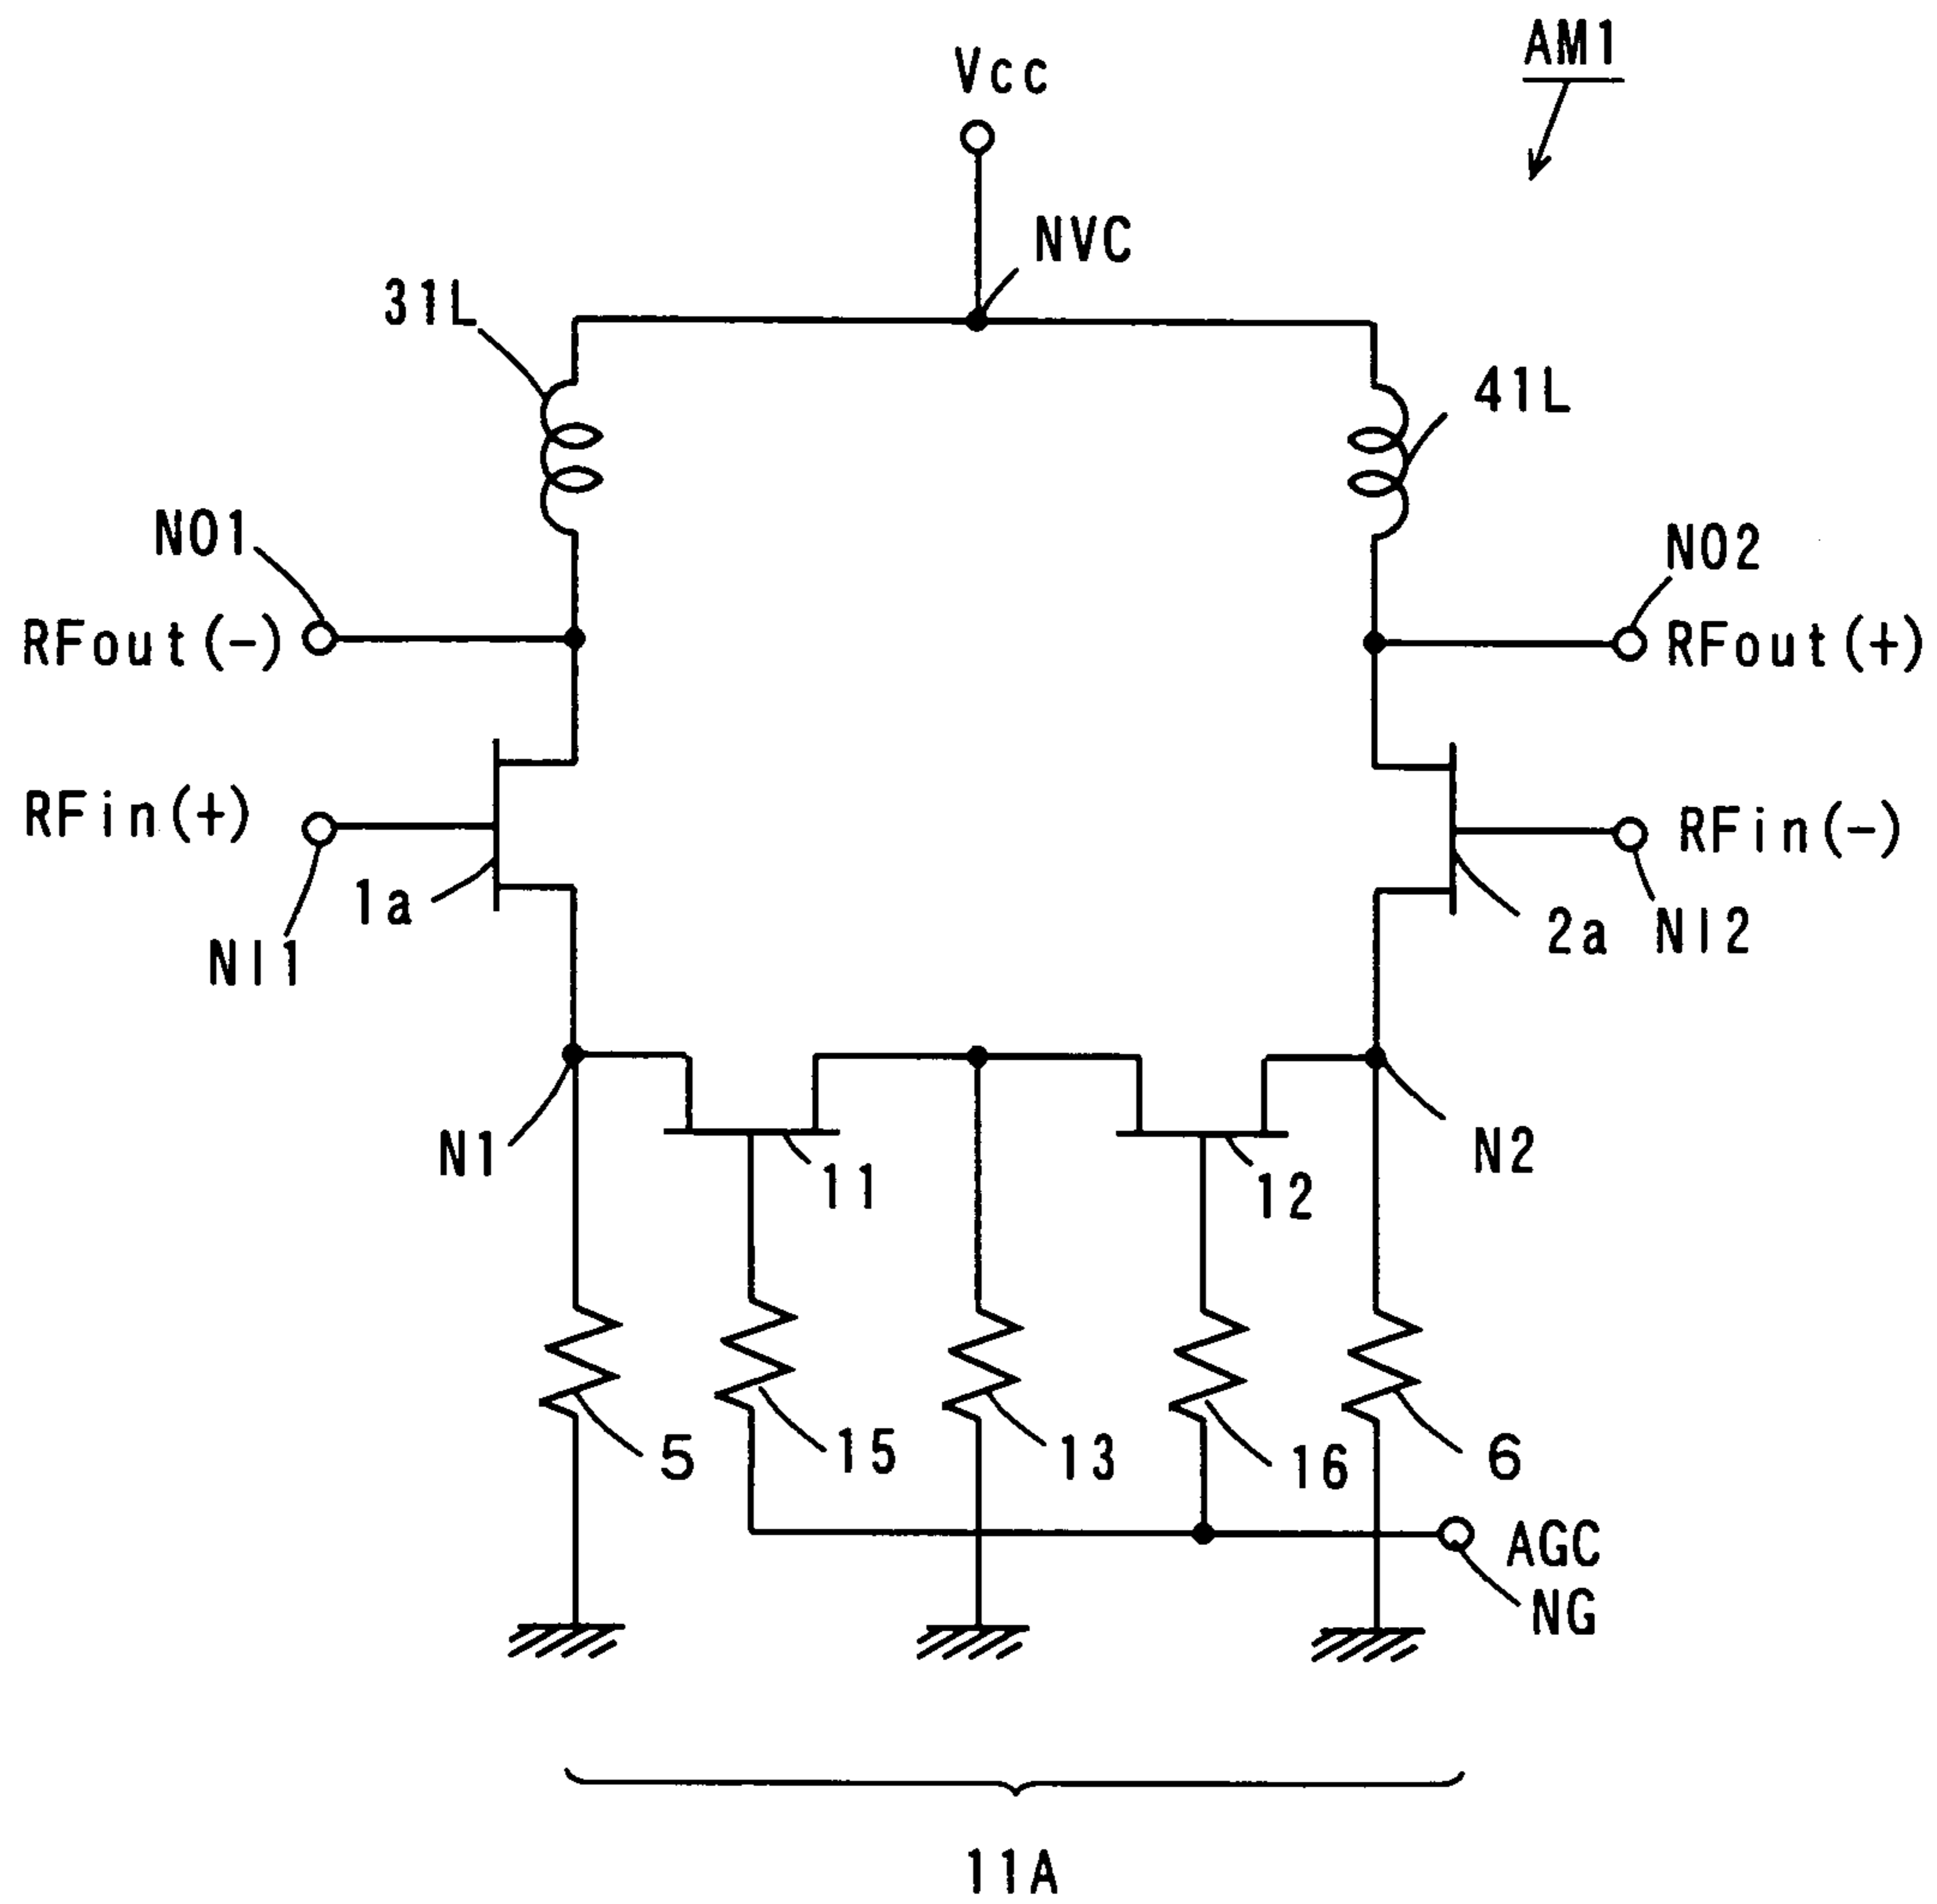 AM1
Vcc
NVC
31L
41L
NO1
NO2
RFout(-)
RFout(+)
RFin(+)
RFin(-)
1a
2a
NI1
NI2
N1
N2
11
12
5
15
13
16
6
AGC
NG
11A